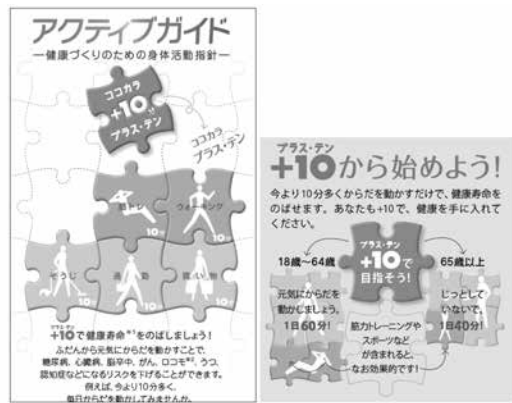 アクティブガイド
—健康づくりのための身体活動指針—
ココカラ
+10分
プラス・テン
ココカラ
プラス・テン
筋トレ
10分
ウォーキング
10分
そうじ
10分
通勤
10分
買い物
10分
プラス・テン
+10で健康寿命※1をのばしましょう!
ふだんから元気にからだを動かすことで、
糖尿病、心臓病、脳卒中、がん、ロコモ※2、うつ、
認知症などになるリスクを下げることができます。
例えば、今より10分多く、
毎日からだを動かしてみませんか。
プラス・テン
+10から始めよう!
今より10分多くからだを動かすだけで、健康寿命を
のばせます。あなたも+10で、健康を手に入れて
ください。
18歳〜64歳
元気にからだを
動かしましょう。
1日60分!
プラス・テン
+10で
目指そう!
筋力トレーニングや
スポーツなど
が含まれると、
なお効果的です!
65歳以上
じっとして
いないで、
1日40分!